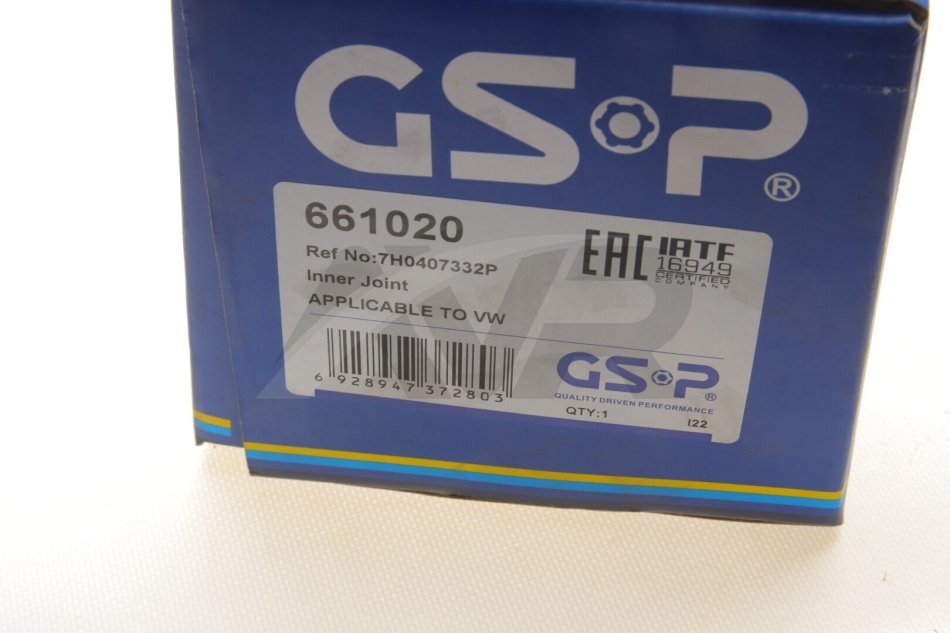 GSP®
661020
Ref No:7H0407332P
Inner Joint
APPLICABLE TO VW
EAC
IATF
16949
CERTIFIED
COMPANY
6 928947 372803
GSP®
QUALITY DRIVEN PERFORMANCE
QTY:1
I22